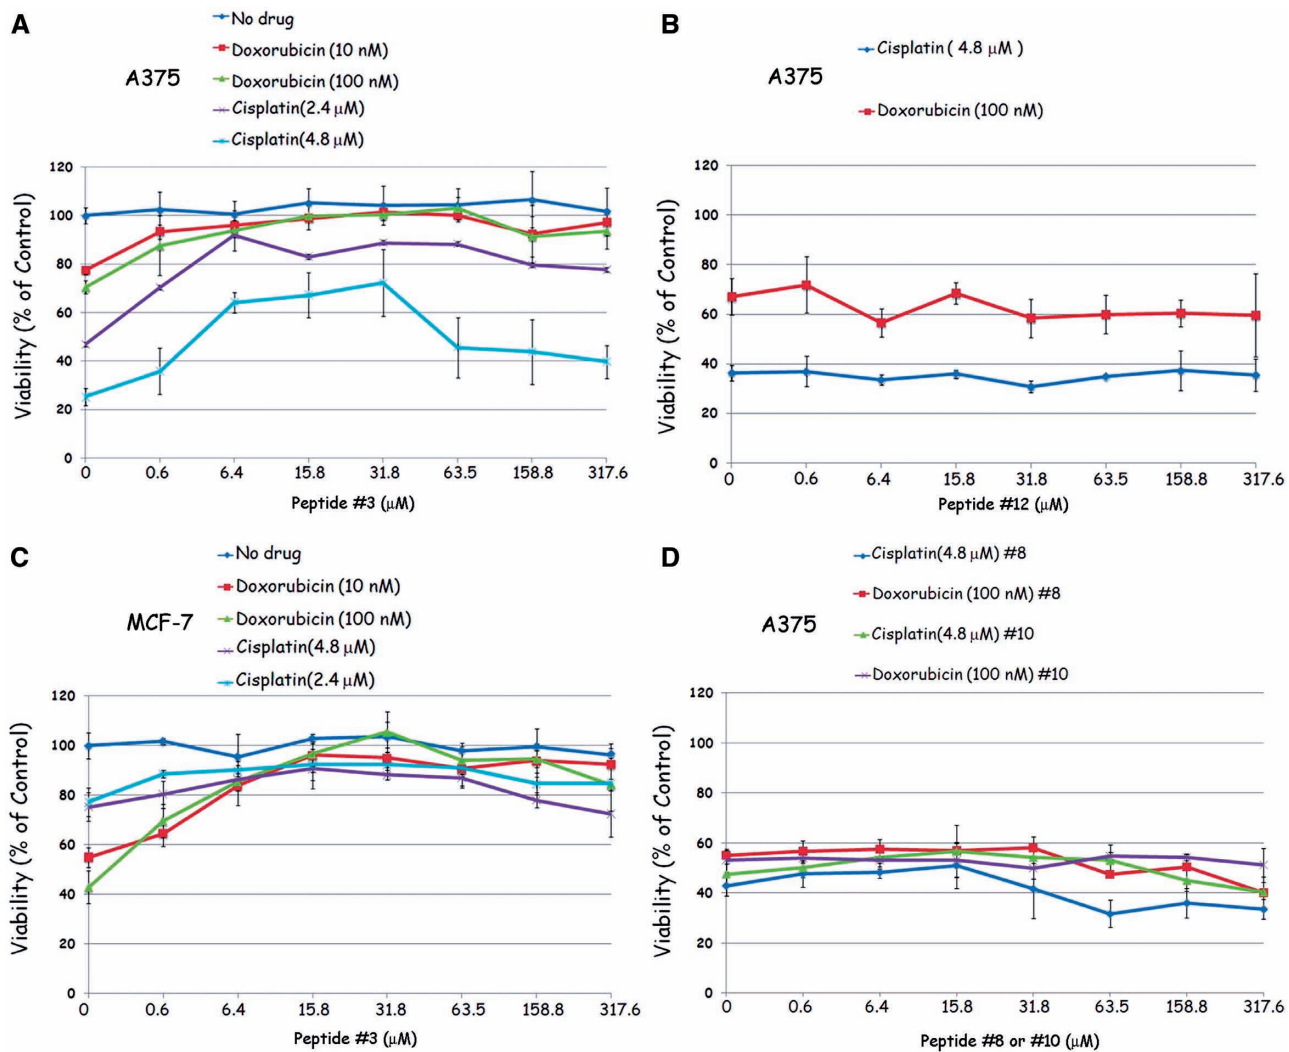 A
No drug
Doxorubicin (10 nM)
A375
Doxorubicin (100 nM)
Cisplatin(2.4 μM)
Cisplatin(4.8 μM)
Viability (% of Control)
120
100
80
60
40
20
0
0 0.6 6.4 15.8 31.8 63.5 158.8 317.6
Peptide #3 (μM)
B
Cisplatin ( 4.8 μM )
A375
Doxorubicin (100 nM)
Viability (% of Control)
120
100
80
60
40
20
0
0 0.6 6.4 15.8 31.8 63.5 158.8 317.6
Peptide #12 (μM)
C
No drug
Doxorubicin (10 nM)
MCF-7
Doxorubicin (100 nM)
Cisplatin(4.8 μM)
Cisplatin(2.4 μM)
Viability (% of Control)
120
100
80
60
40
20
0
0 0.6 6.4 15.8 31.8 63.5 158.8 317.6
Peptide #3 (μM)
D
Cisplatin(4.8 μM) #8
Doxorubicin (100 nM) #8
A375
Cisplatin(4.8 μM) #10
Doxorubicin (100 nM) #10
Viability (% of Control)
120
100
80
60
40
20
0
0 0.6 6.4 15.8 31.8 63.5 158.8 317.6
Peptide #8 or #10 (μM)